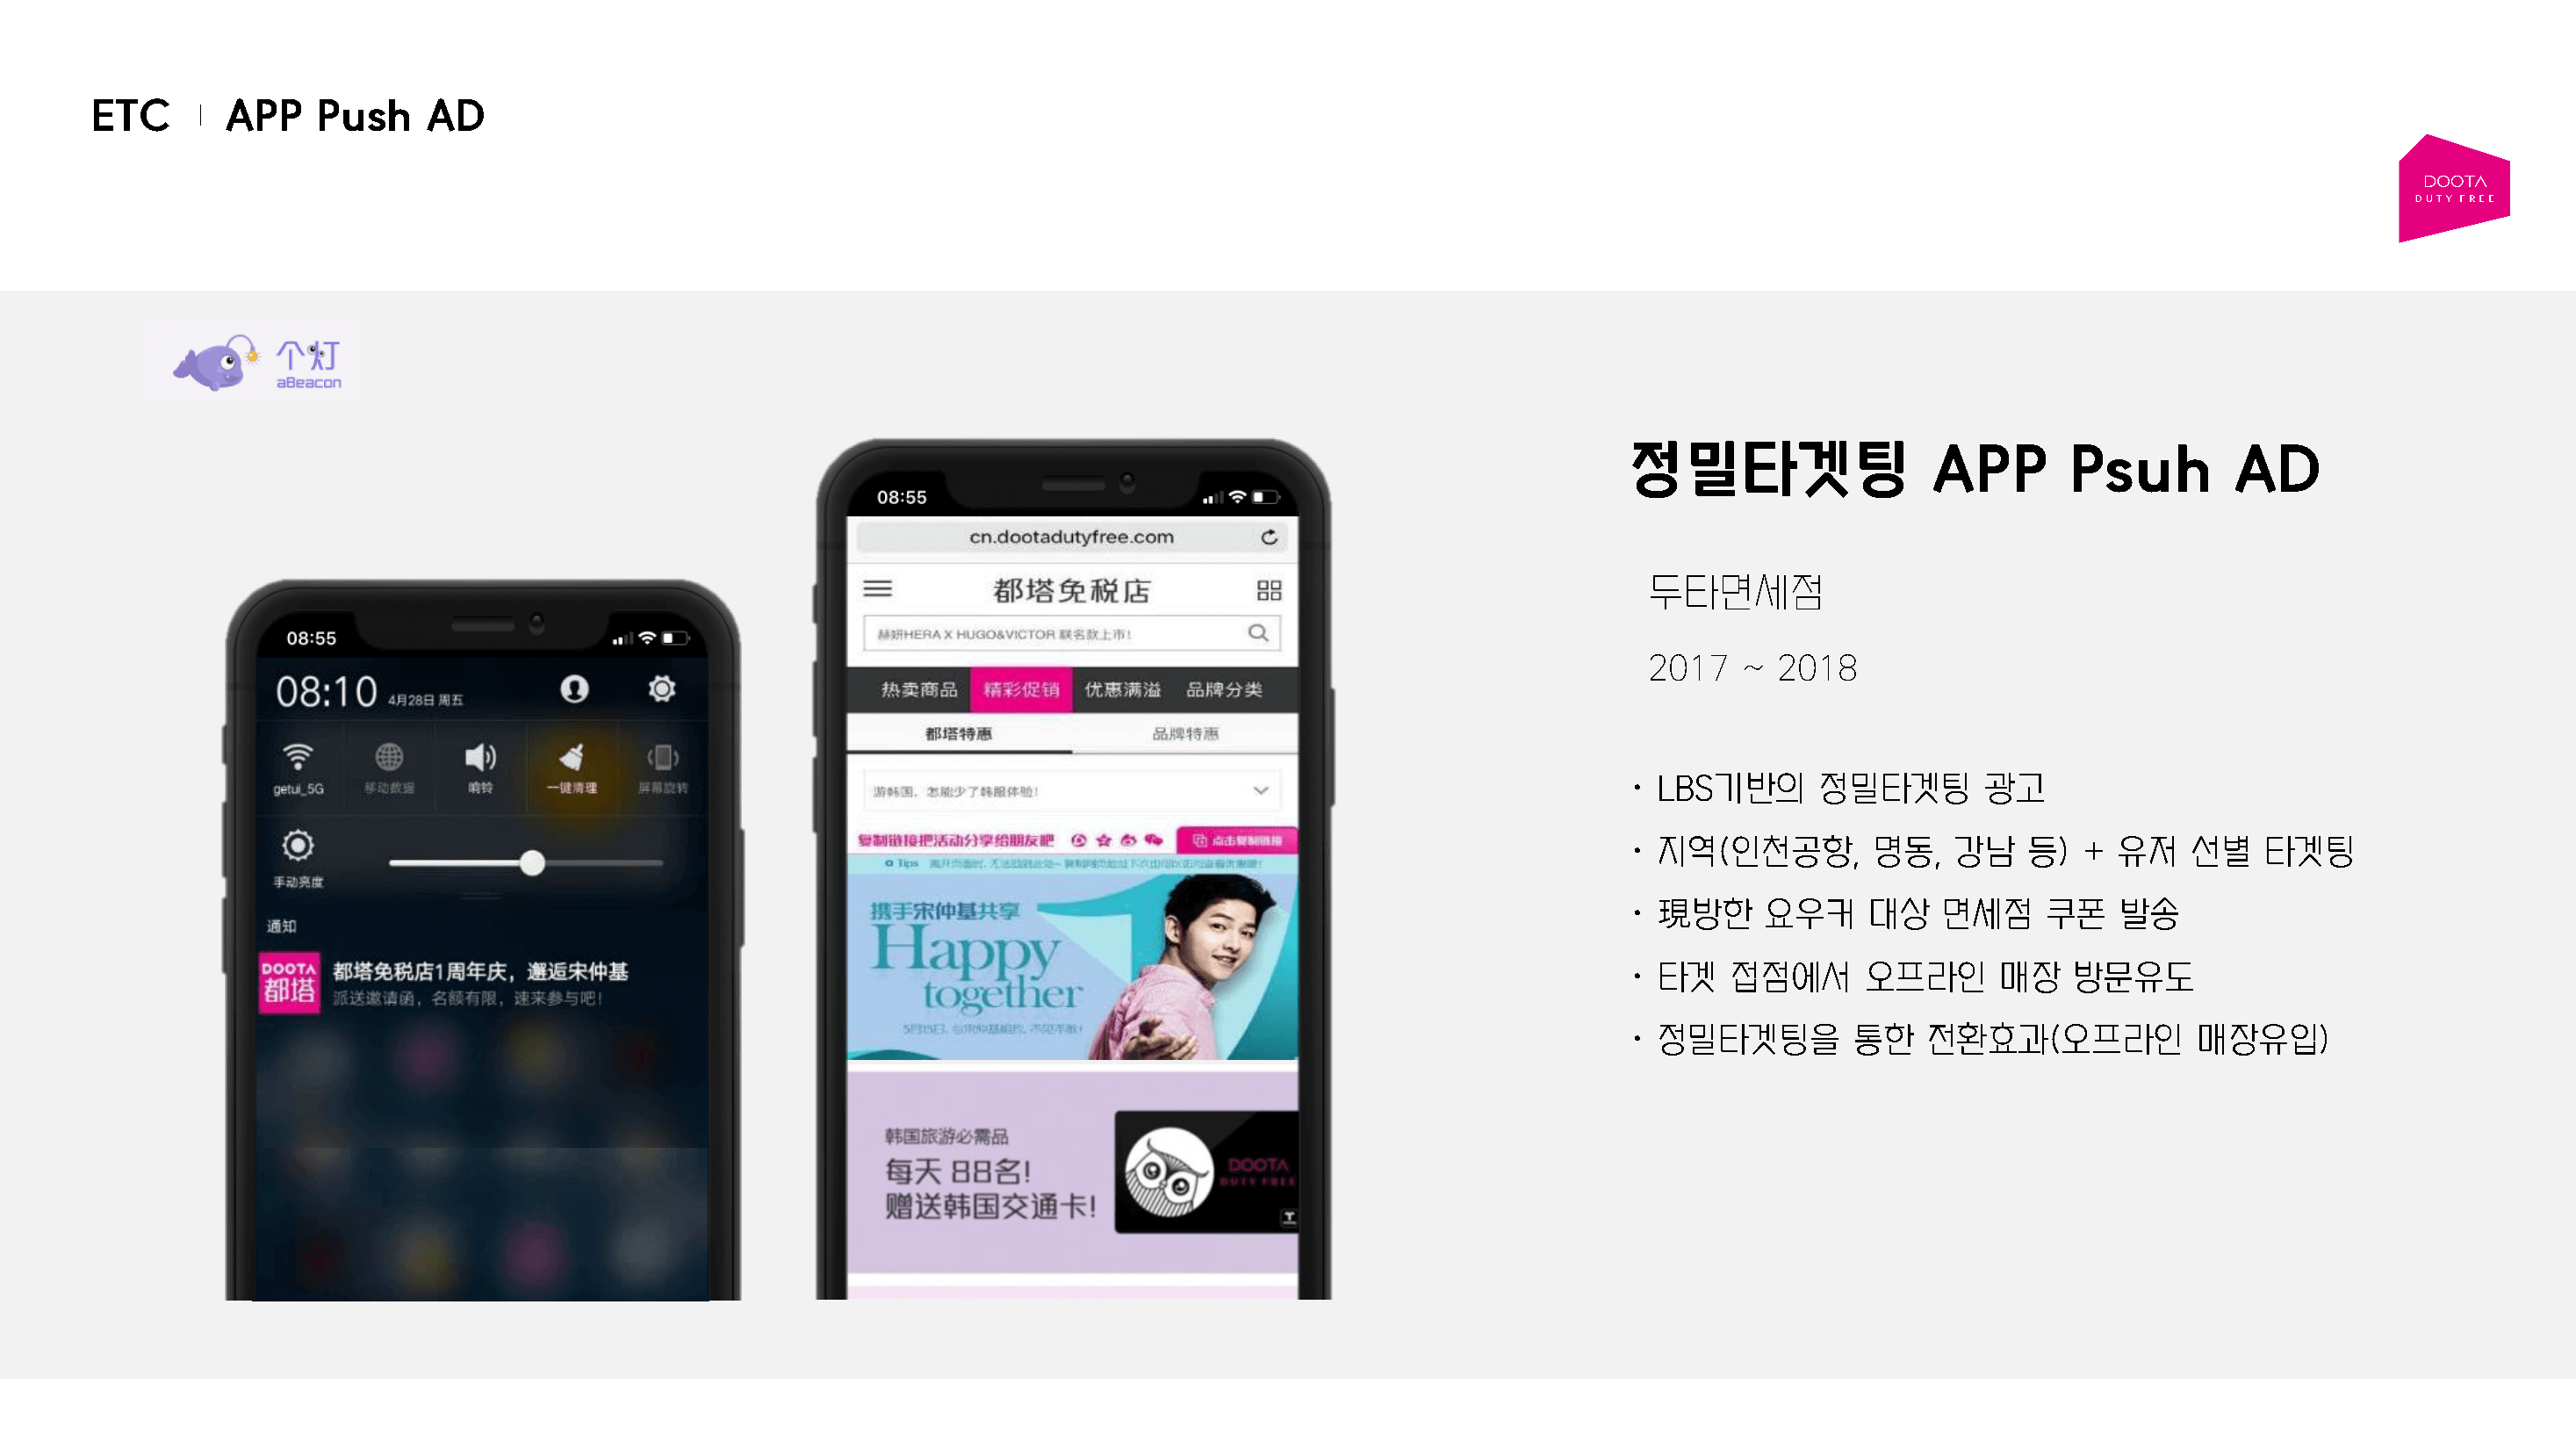 ETC | APP Push AD
DOOTA
DUTY FREE
个灯
aBeacon
08:55
08:10 4月28日 周五
getui_5G 移动数据 响铃 一键清理 屏幕旋转
手动亮度
通知
DOOTA
都塔
都塔免税店1周年庆，邂逅宋仲基
派送邀请函，名额有限，速来参与吧！
08:55
cn.dootadutyfree.com
都塔免税店
赫妍HERA X HUGO&VICTOR 联名款上市！
热卖商品 精彩促销 优惠满溢 品牌分类
都塔特惠 品牌特惠
游韩国，怎能少了韩服体验！
复制链接把活动分享给朋友吧 点击复制链接
Tips
携手宋仲基共享
Happy
together
韩国旅游必需品
每天 88名!
赠送韩国交通卡!
DOOTA
DUTY FREE
정밀타겟팅 APP Psuh AD
두타면세점
2017 ~ 2018
· LBS기반의 정밀타겟팅 광고
· 지역(인천공항, 명동, 강남 등) + 유저 선별 타겟팅
· 現방한 요우커 대상 면세점 쿠폰 발송
· 타겟 접점에서 오프라인 매장 방문유도
· 정밀타겟팅을 통한 전환효과(오프라인 매장유입)